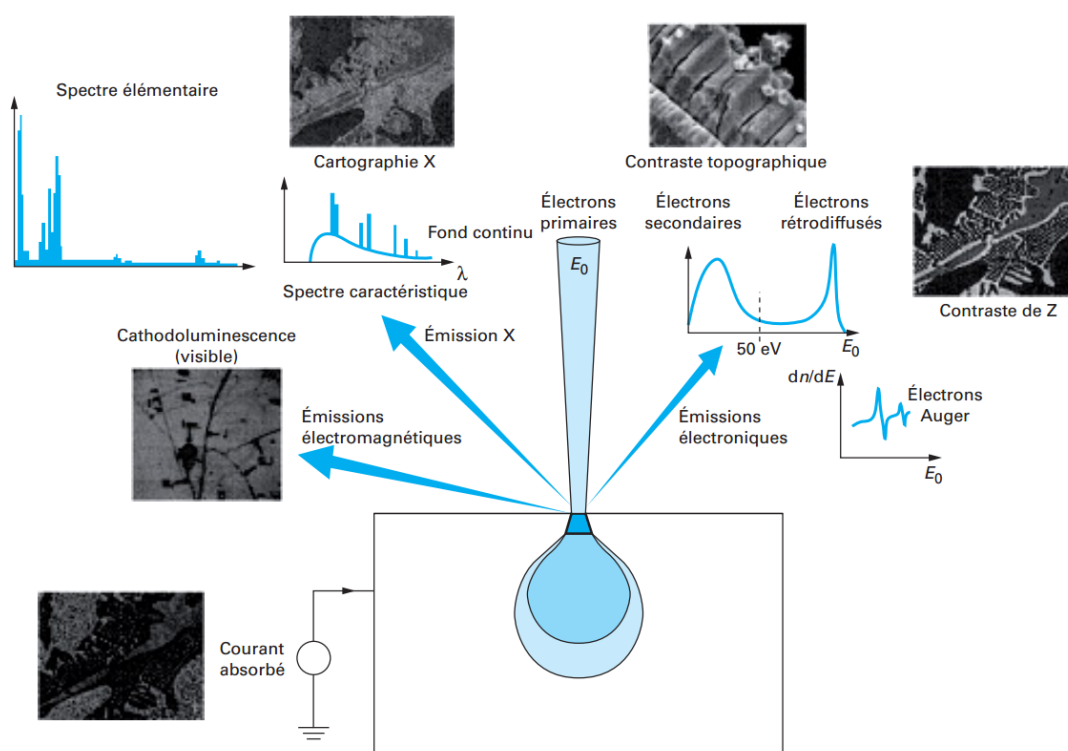 Spectre élémentaire
Cartographie X
Contraste topographique
Électrons
primaires
Électrons
secondaires
Électrons
rétrodiffusés
Fond continu
E0
λ
Spectre caractéristique
Contraste de Z
50 eV
E0
Cathodoluminescence
(visible)
Émission X
dn/dE
Électrons
Auger
Émissions
électromagnétiques
Émissions
électroniques
E0
Courant
absorbé